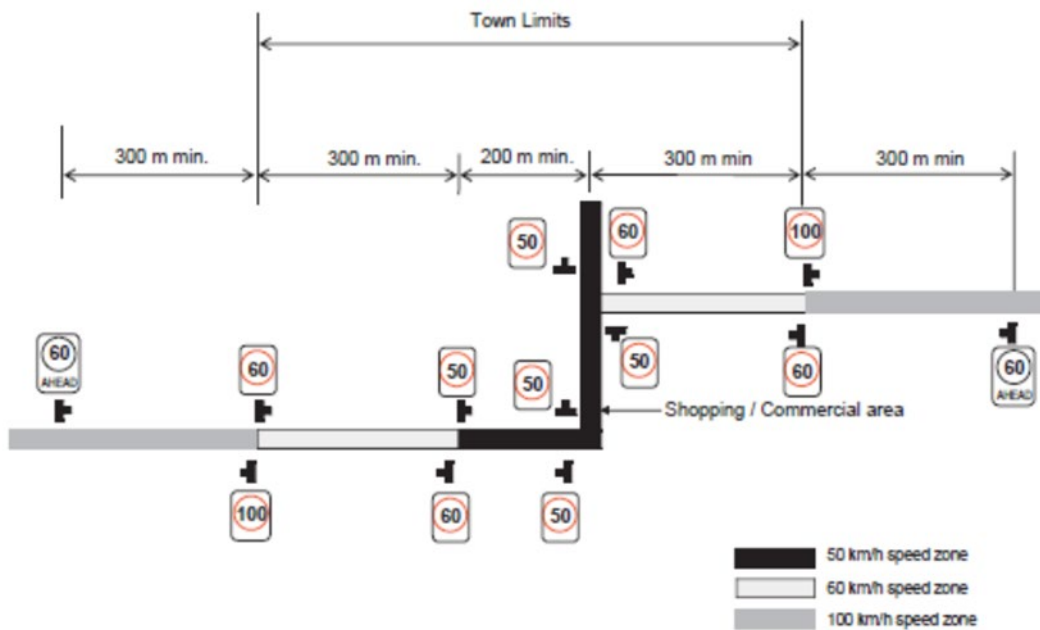 Town Limits
300 m min.
300 m min.
200 m min.
300 m min
300 m min
50
60
100
60
AHEAD
60
50
50
50
60
60
AHEAD
Shopping / Commercial area
100
60
50
50 km/h speed zone
60 km/h speed zone
100 km/h speed zone